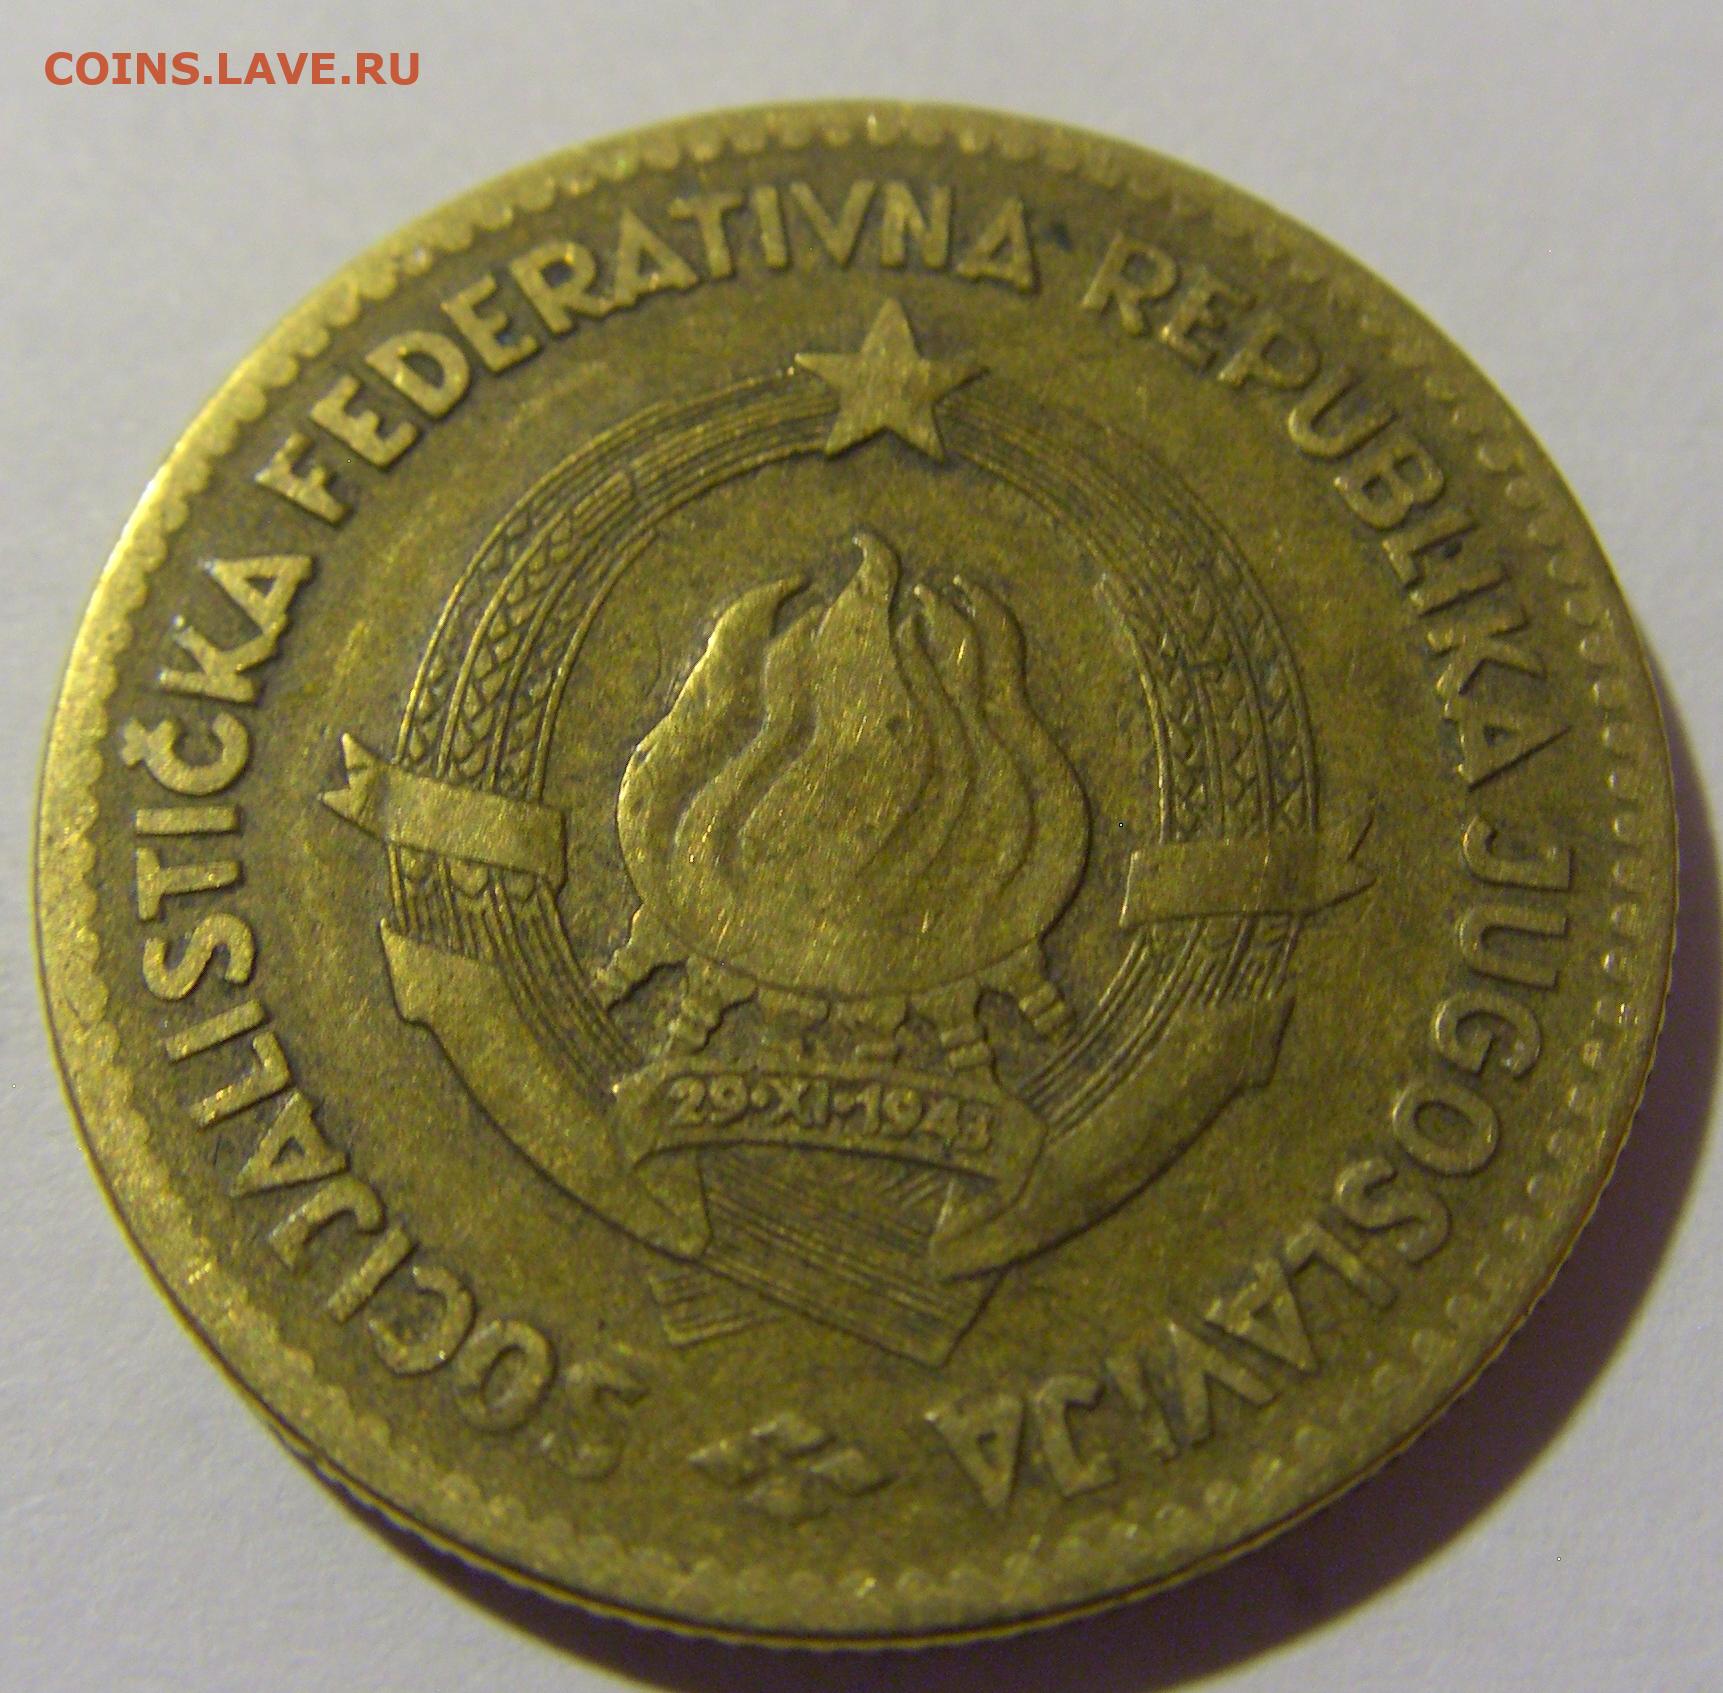 COINS.LAVE.RU
SOCIJALISTIČKA FEDERATIVNA REPUBLIKA JUGOSLAVIJA
29•XI•1943